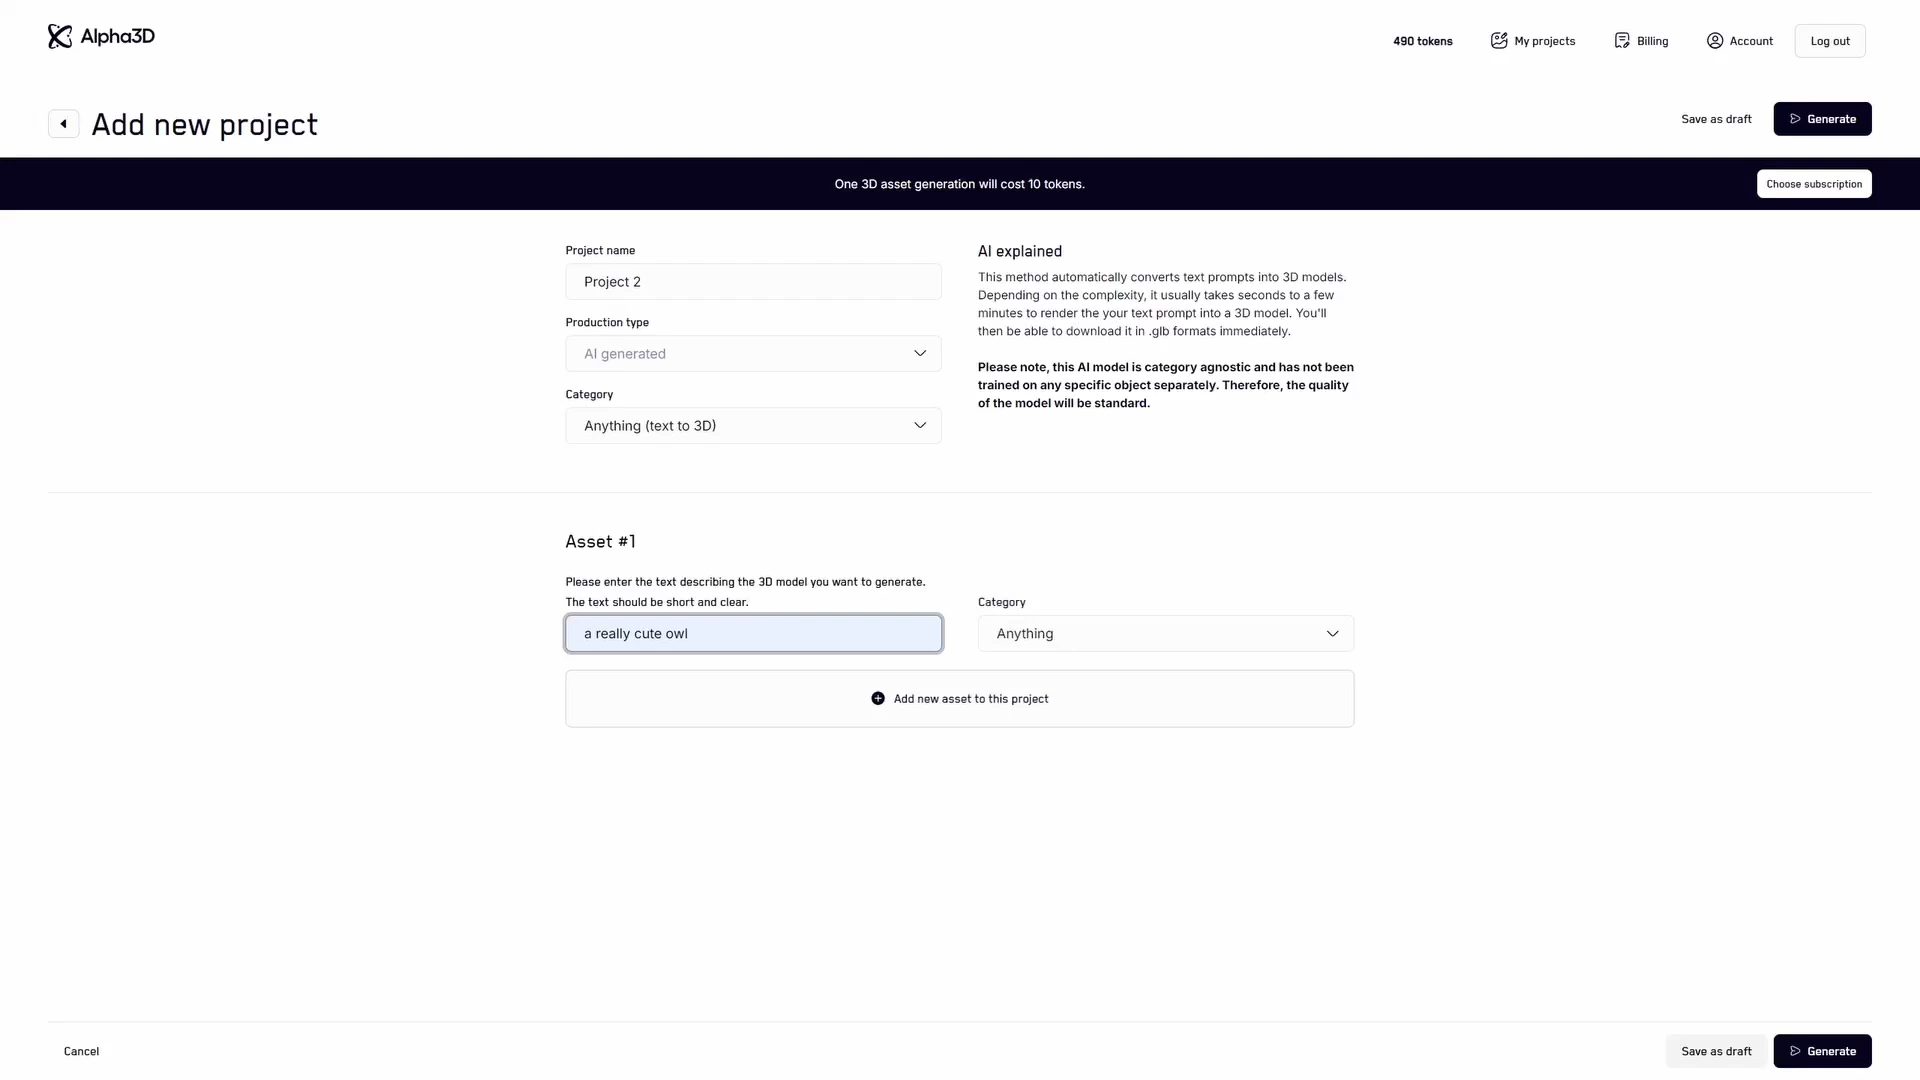 Alpha3D
490 tokens
My projects
Billing
Account
Log out
Add new project
Save as draft
Generate
One 3D asset generation will cost 10 tokens.
Choose subscription
Project name
Project 2
Production type
AI generated
Category
Anything (text to 3D)
AI explained
This method automatically converts text prompts into 3D models.
Depending on the complexity, it usually takes seconds to a few
minutes to render the your text prompt into a 3D model. You'll
then be able to download it in .glb formats immediately.
Please note, this AI model is category agnostic and has not been
trained on any specific object separately. Therefore, the quality
of the model will be standard.
Asset #1
Please enter the text describing the 3D model you want to generate.
The text should be short and clear.
a really cute owl
Category
Anything
Add new asset to this project
Cancel
Save as draft
Generate